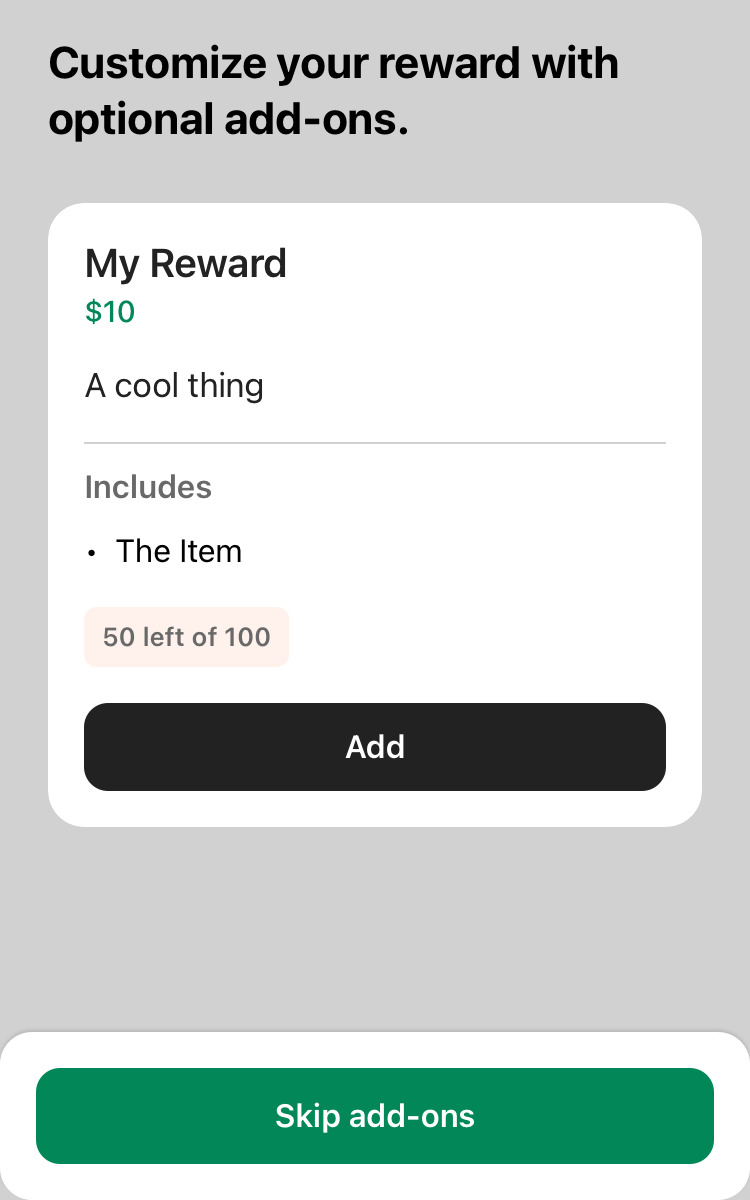 Customize your reward with
optional add-ons.
My Reward
$10
A cool thing
Includes
• The Item
50 left of 100
Add
Skip add-ons